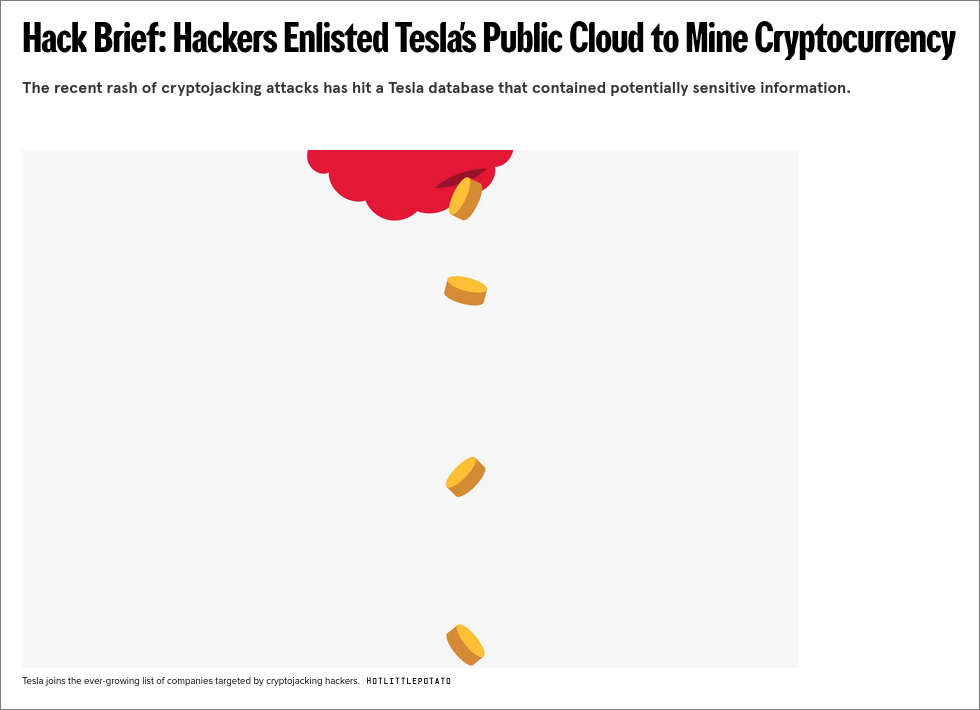 Hack Brief: Hackers Enlisted Tesla's Public Cloud to Mine Cryptocurrency
The recent rash of cryptojacking attacks has hit a Tesla database that contained potentially sensitive information.
Tesla joins the ever-growing list of companies targeted by cryptojacking hackers. HOTLITTLEPOTATO